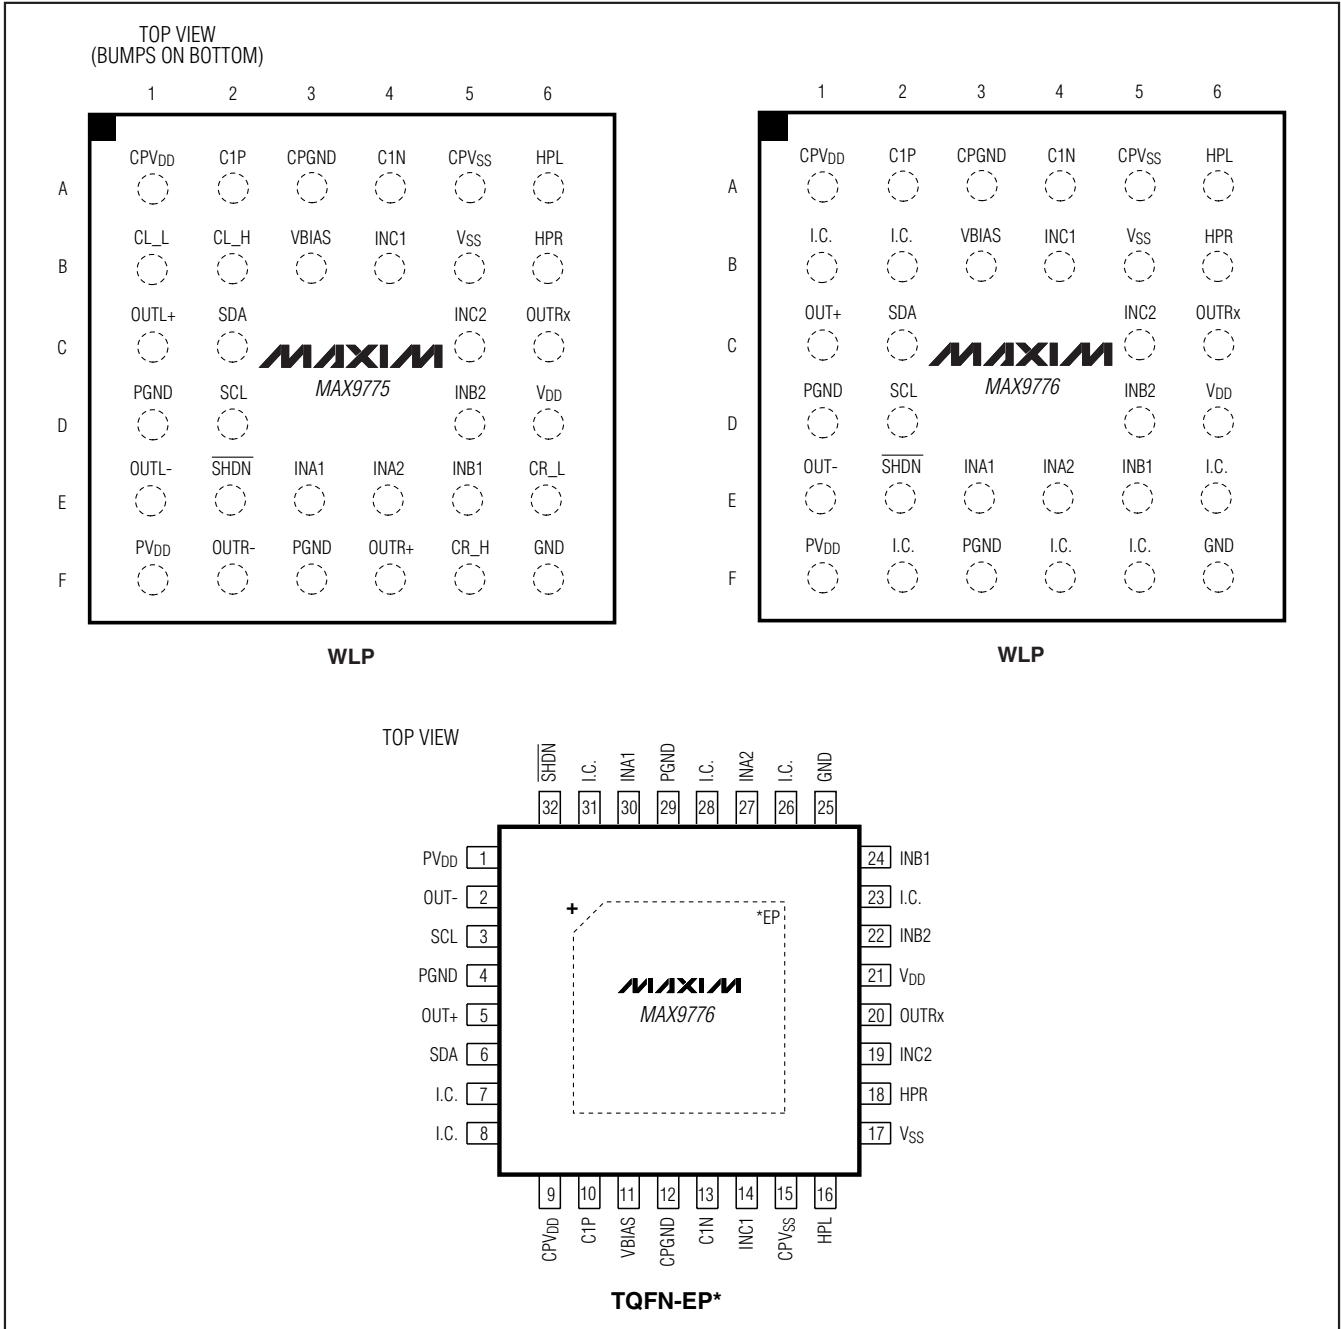 TOP VIEW
(BUMPS ON BOTTOM)
1 2 3 4 5 6
CPVDD C1P CPGND C1N CPVSS HPL
A
CL_L CL_H VBIAS INC1 VSS HPR
B
OUTL+ SDA INC2 OUTRx
C
MAXIM
MAX9775
PGND SCL INB2 VDD
D
OUTL- SHDN INA1 INA2 INB1 CR_L
E
PVDD OUTR- PGND OUTR+ CR_H GND
F
WLP
1 2 3 4 5 6
CPVDD C1P CPGND C1N CPVSS HPL
A
I.C. I.C. VBIAS INC1 VSS HPR
B
OUT+ SDA INC2 OUTRx
C
MAXIM
MAX9776
PGND SCL INB2 VDD
D
OUT- SHDN INA1 INA2 INB1 I.C.
E
PVDD I.C. PGND I.C. I.C. GND
F
WLP
TOP VIEW
SHDN I.C. INA1 PGND I.C. INA2 I.C. GND
32 31 30 29 28 27 26 25
PVDD 1
OUT- 2
SCL 3
PGND 4
OUT+ 5
SDA 6
I.C. 7
I.C. 8
+
*EP
MAXIM
MAX9776
24 INB1
23 I.C.
22 INB2
21 VDD
20 OUTRx
19 INC2
18 HPR
17 VSS
9 10 11 12 13 14 15 16
CPVDD C1P VBIAS CPGND C1N INC1 CPVSS HPL
TQFN-EP*